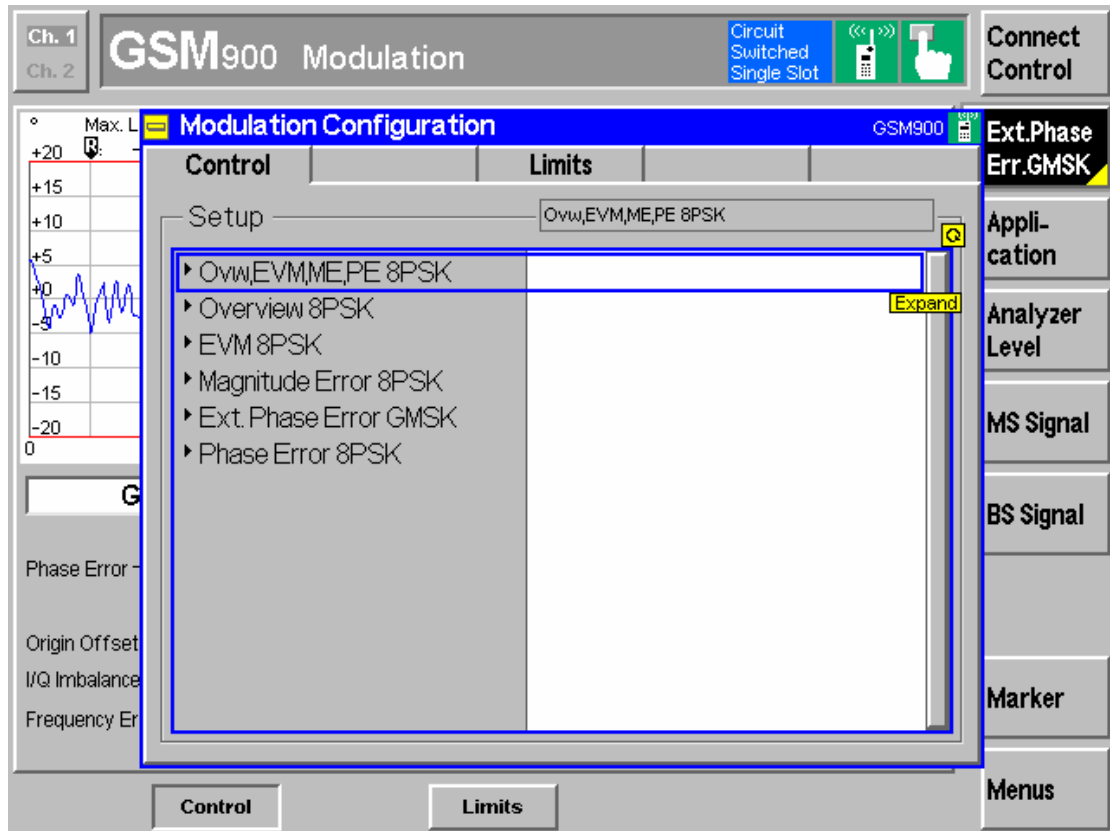 Ch. 1
Ch. 2
GSM900 Modulation
Circuit
Switched
Single Slot
Connect
Control
° Max. L
R:
+20
+15
+10
+5
+0
-5
-10
-15
-20
0
Modulation Configuration
GSM900
Control
Limits
Setup
Ovw,EVM,ME,PE 8PSK
Ovw,EVM,ME,PE 8PSK
Expand
Overview 8PSK
EVM 8PSK
Magnitude Error 8PSK
Ext. Phase Error GMSK
Phase Error 8PSK
G
Phase Error
Origin Offset
I/Q Imbalance
Frequency Er
Ext.Phase
Err.GMSK
Appli-
cation
Analyzer
Level
MS Signal
BS Signal
Marker
Menus
Control
Limits